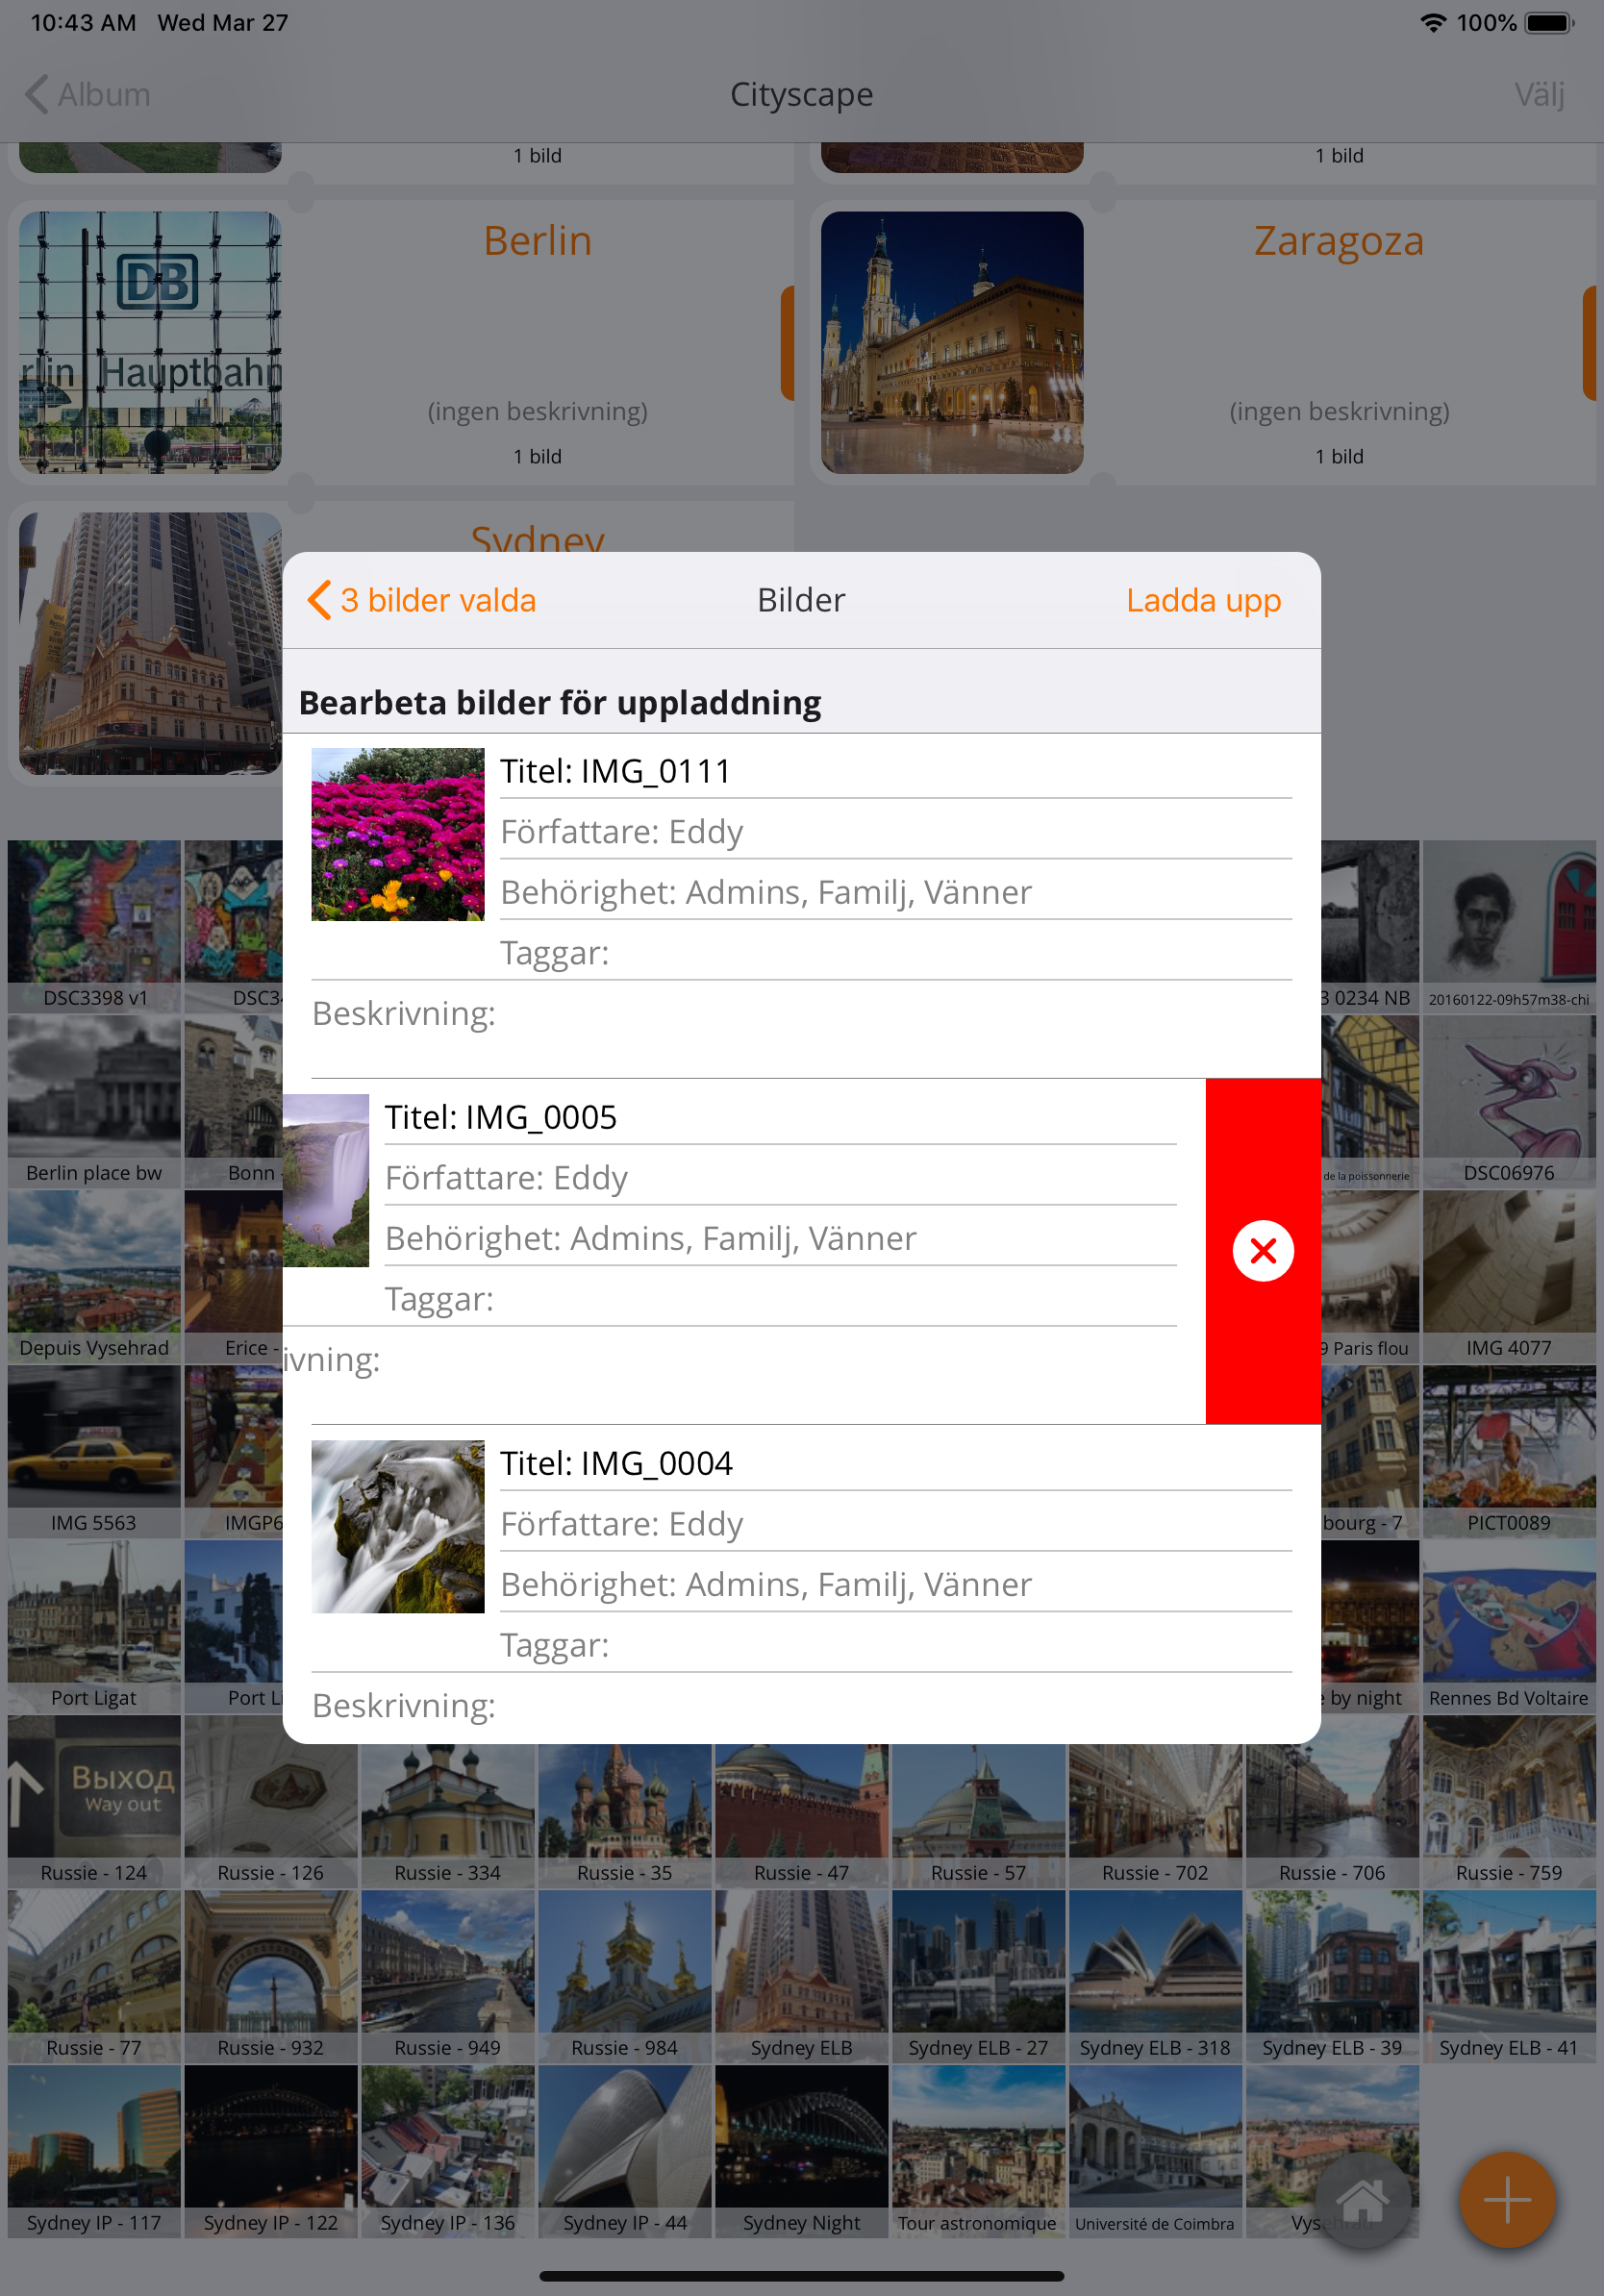 10:43 AM Wed Mar 27
100%
Album
Cityscape
Välj
1 bild
1 bild
DB
Hauptbahn
Berlin
(ingen beskrivning)
1 bild
Zaragoza
(ingen beskrivning)
1 bild
Sydney
3 bilder valda
Bilder
Ladda upp
Bearbeta bilder för uppladdning
Titel: IMG_0111
Författare: Eddy
Behörighet: Admins, Familj, Vänner
Taggar:
Beskrivning:
Titel: IMG_0005
Författare: Eddy
Behörighet: Admins, Familj, Vänner
Taggar:
ivning:
Titel: IMG_0004
Författare: Eddy
Behörighet: Admins, Familj, Vänner
Taggar:
Beskrivning:
DSC3398 v1
DSC34
3 0234 NB
20160122-09h57m38-chi
Berlin place bw
Bonn -
de la poissonnerie
DSC06976
Depuis Vysehrad
Erice -
9 Paris flou
IMG 4077
IMG 5563
IMGP6
bourg - 7
PICT0089
Port Ligat
Port Li
e by night
Rennes Bd Voltaire
Выход
Way out
Russie - 124
Russie - 126
Russie - 334
Russie - 35
Russie - 47
Russie - 57
Russie - 702
Russie - 706
Russie - 759
Russie - 77
Russie - 932
Russie - 949
Russie - 984
Sydney ELB
Sydney ELB - 27
Sydney ELB - 318
Sydney ELB - 39
Sydney ELB - 41
Sydney IP - 117
Sydney IP - 122
Sydney IP - 136
Sydney IP - 44
Sydney Night
Tour astronomique
Université de Coimbra
Vysehrad